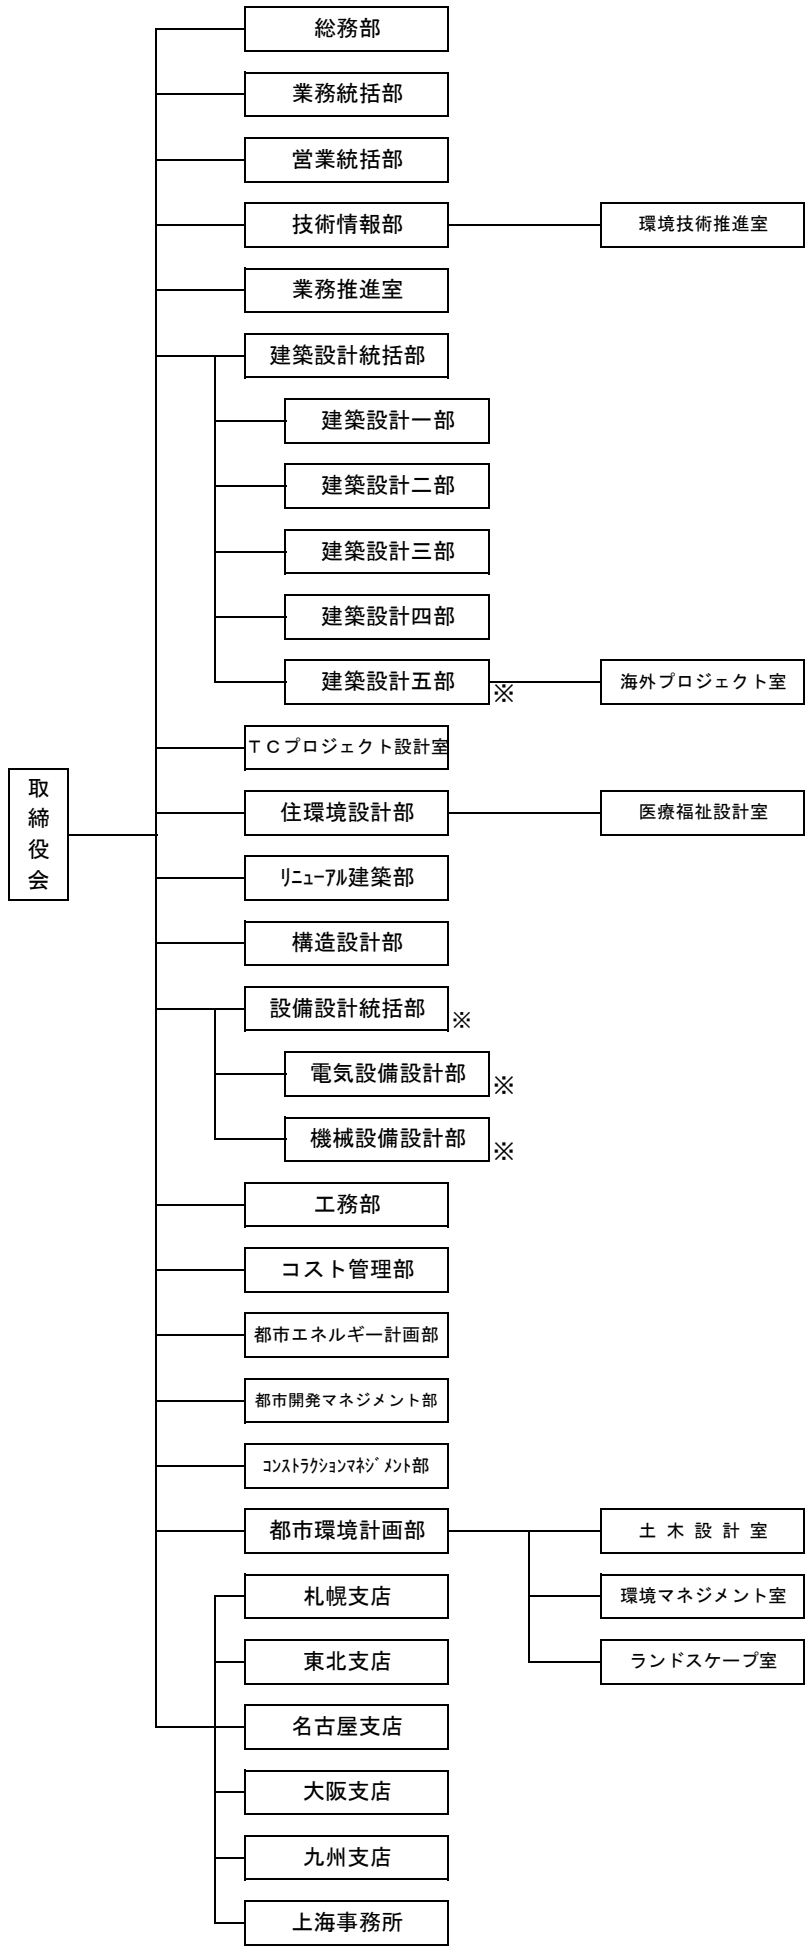 総務部
業務統括部
営業統括部
技術情報部
環境技術推進室
業務推進室
建築設計統括部
建築設計一部
建築設計二部
建築設計三部
建築設計四部
建築設計五部※
海外プロジェクト室
ＴＣプロジェクト設計室
取締役会
住環境設計部
医療福祉設計室
ﾘﾆｭｰｱﾙ建築部
構造設計部
設備設計統括部※
電気設備設計部※
機械設備設計部※
工務部
コスト管理部
都市エネルギー計画部
都市開発マネジメント部
ｺﾝｽﾄﾗｸｼｮﾝﾏﾈｼﾞﾒﾝﾄ部
都市環境計画部
土木設計室
札幌支店
環境マネジメント室
東北支店
ランドスケープ室
名古屋支店
大阪支店
九州支店
上海事務所